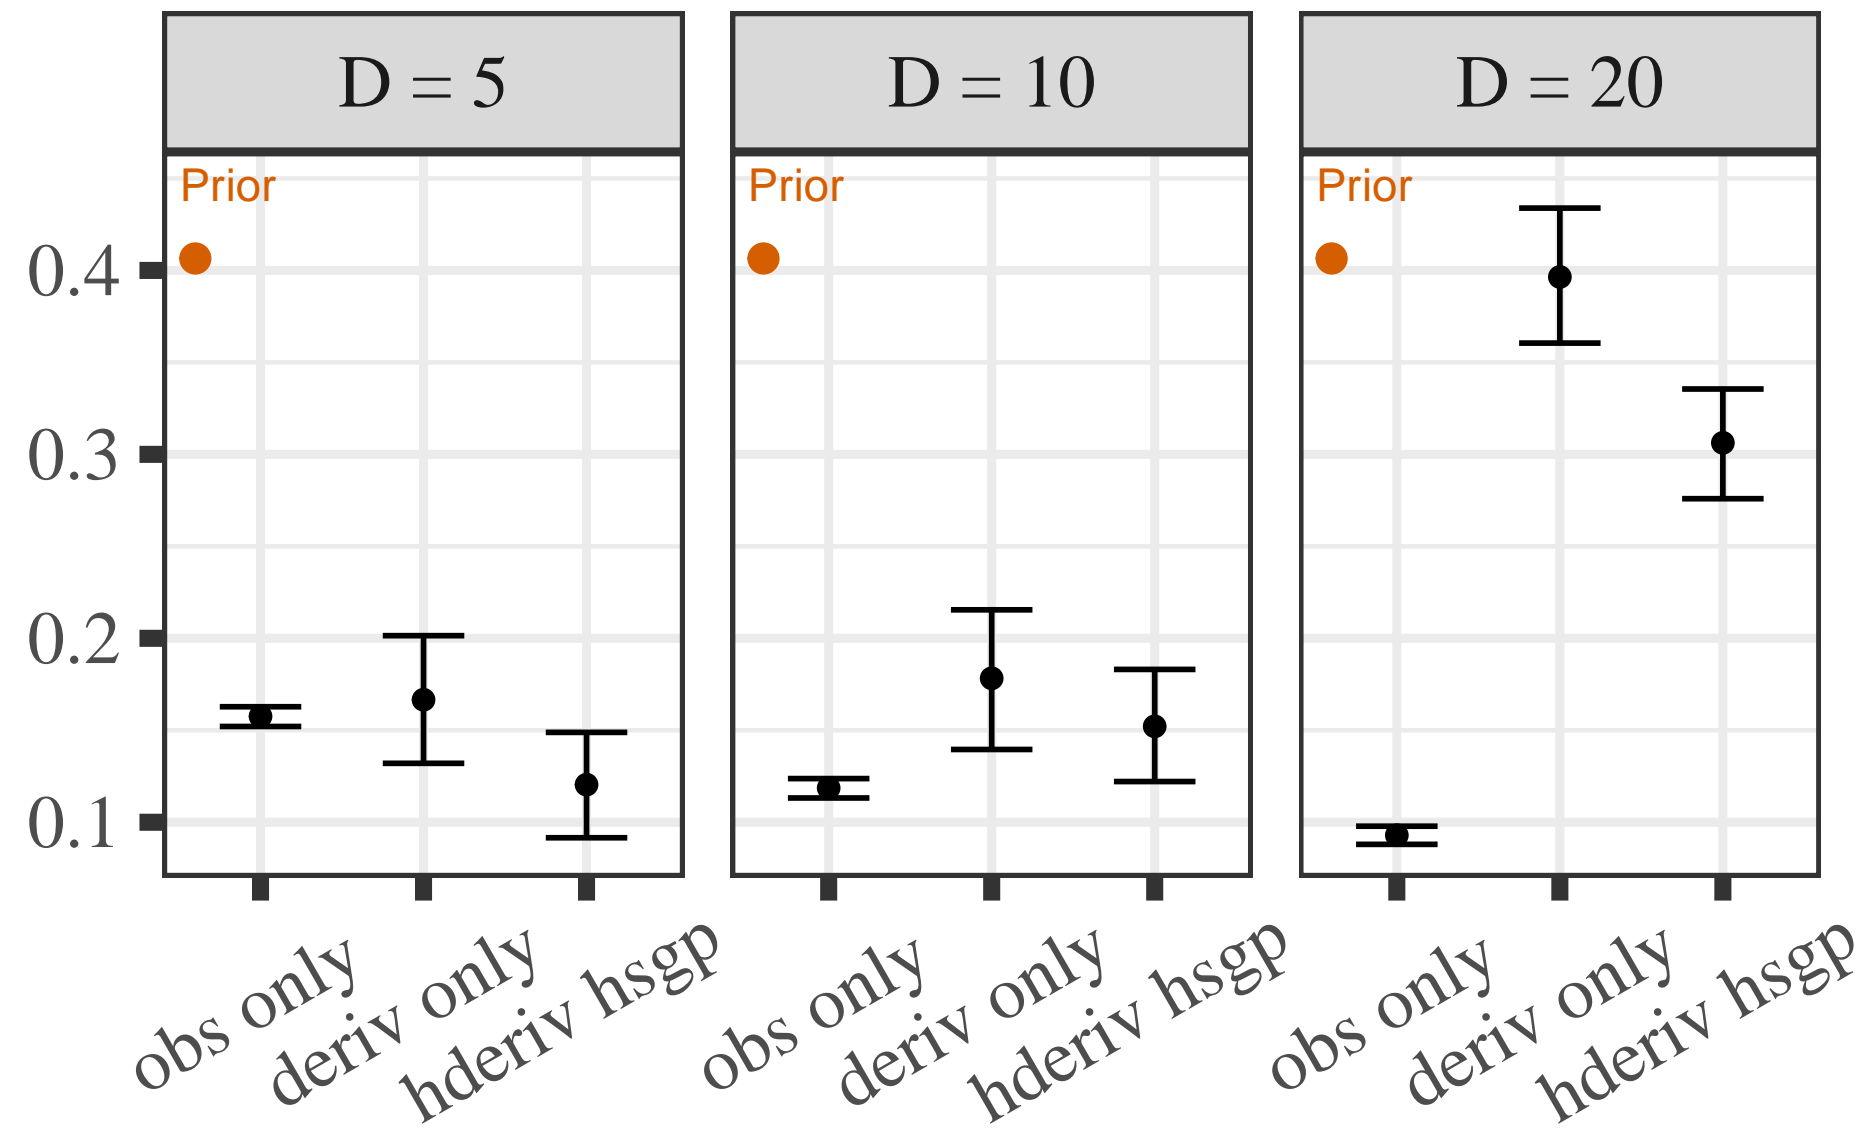 D = 5
D = 10
D = 20
Prior
Prior
Prior
0.4
0.3
0.2
0.1
obs only
deriv only
hderiv hsgp
obs only
deriv only
hderiv hsgp
obs only
deriv only
hderiv hsgp